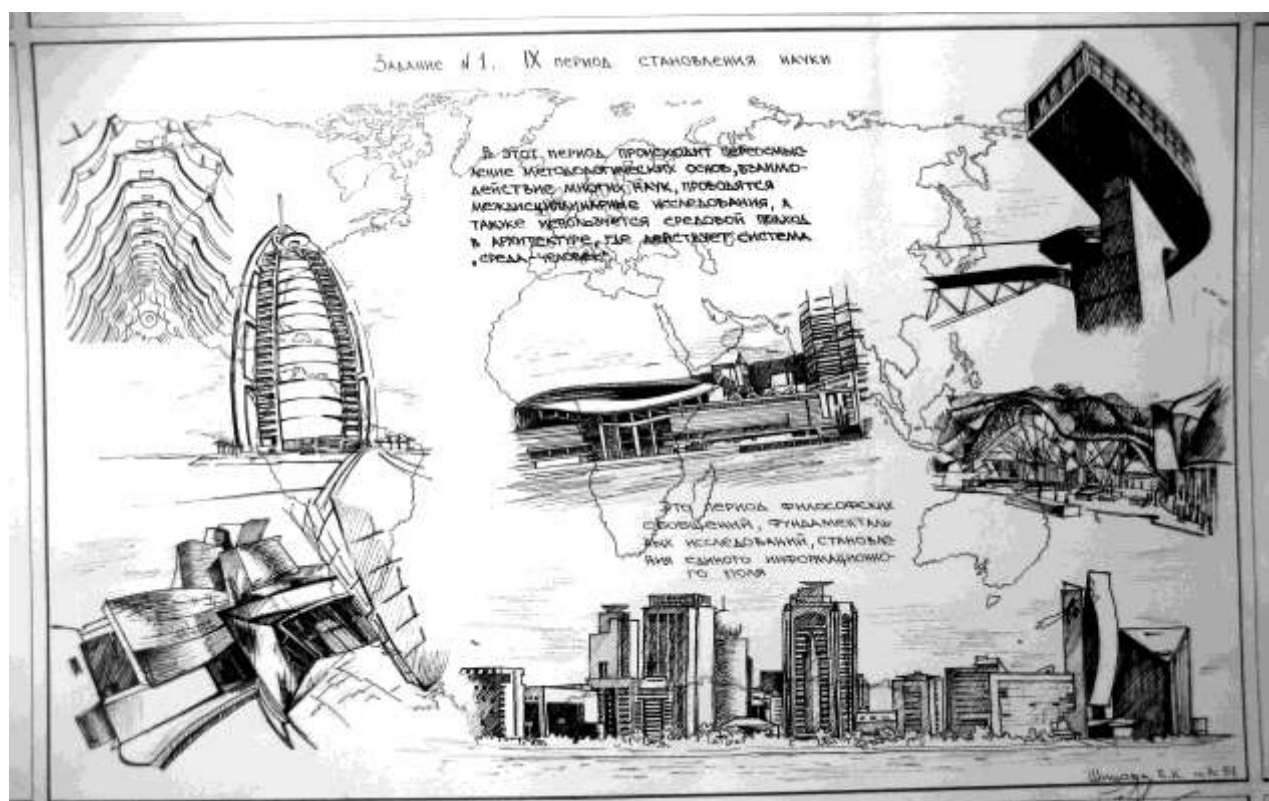 Задание №1. IX период становления науки
В этот период происходит переосмыс-
ление методологических основ, взаимо-
действие многих наук, проводятся
междисциплинарные исследования, а
также используется средовой подход
в архитектуре, где действует система
„среда-человек"
Это период философских
обобщений, фундаменталь
ных исследований, становле
ния единого информационно-
го поля